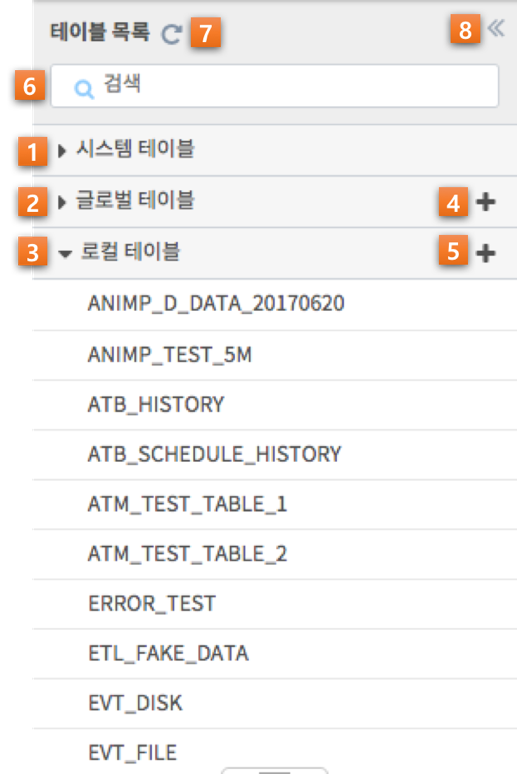 테이블 목록 7 8
6 검색
1 시스템 테이블
2 글로벌 테이블 4
3 로컬 테이블 5
ANIMP_D_DATA_20170620
ANIMP_TEST_5M
ATB_HISTORY
ATB_SCHEDULE_HISTORY
ATM_TEST_TABLE_1
ATM_TEST_TABLE_2
ERROR_TEST
ETL_FAKE_DATA
EVT_DISK
EVT_FILE